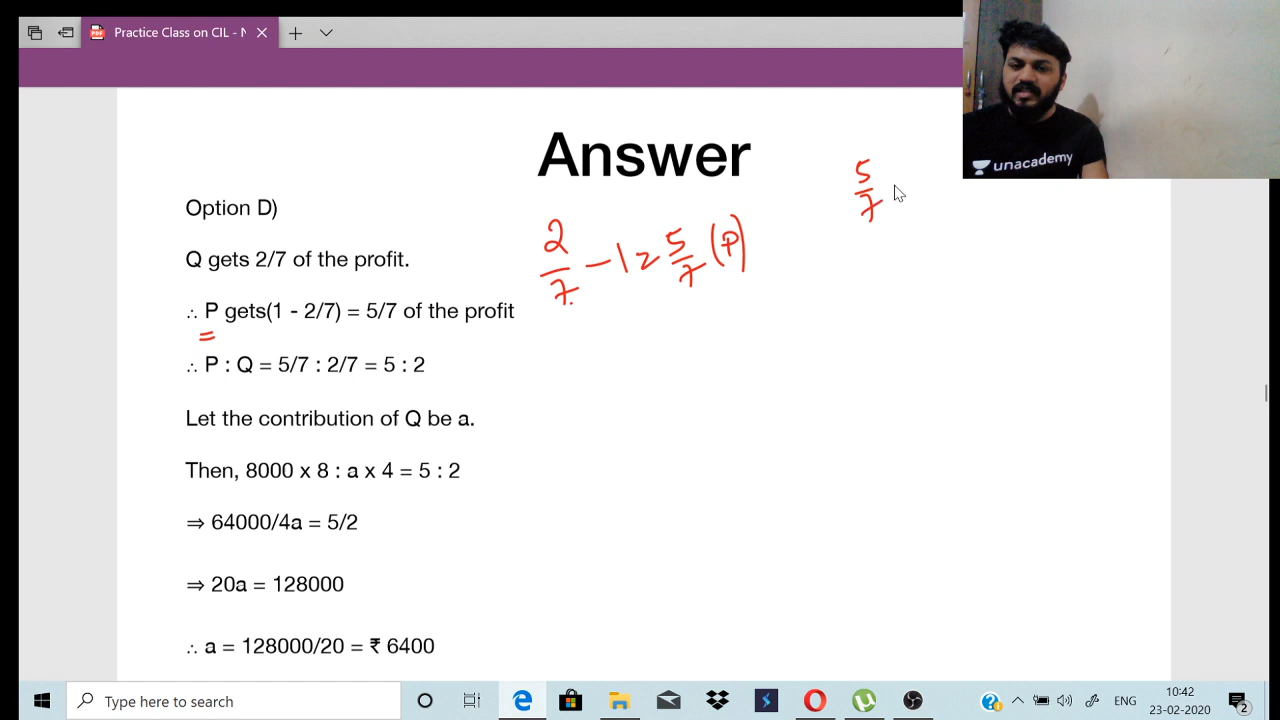 Practice Class on CIL - N
unacademy
Answer
5/7
Option D)
Q gets 2/7 of the profit.
2/7 - 1 = 5/7 (P)
∴ P gets(1 - 2/7) = 5/7 of the profit
=
∴ P : Q = 5/7 : 2/7 = 5 : 2
Let the contribution of Q be a.
Then, 8000 x 8 : a x 4 = 5 : 2
⇒ 64000/4a = 5/2
⇒ 20a = 128000
∴ a = 128000/20 = ₹ 6400
Type here to search
ENG
10:42
23-02-2020
2